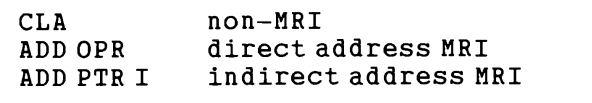 CLA non-MRI
ADD OPR direct address MRI
ADD PTR I indirect address MRI